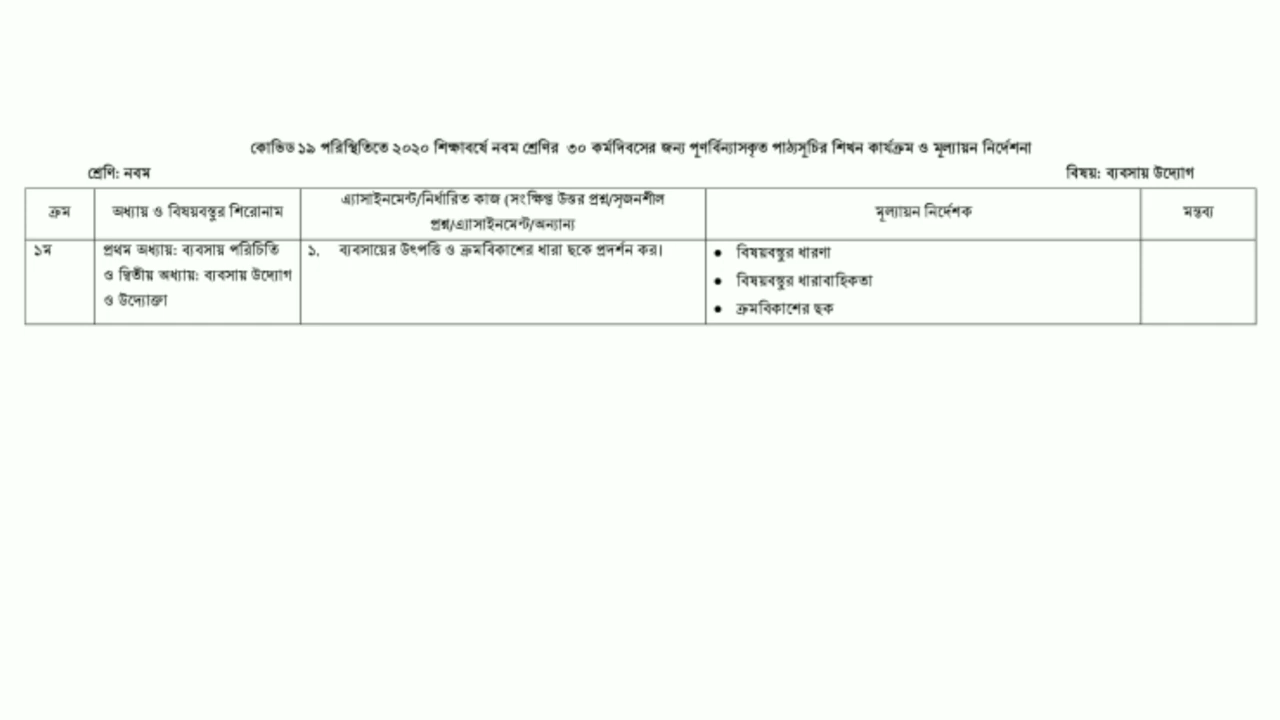 কোভিড ১৯ পরিস্থিতিতে ২০২০ শিক্ষাবর্ষে নবম শ্রেণির ৩০ কর্মদিবসের জন্য পূণর্বিন্যাসকৃত পাঠ্যসূচির শিখন কার্যক্রম ও মূল্যায়ন নির্দেশনা
শ্রেণি: নবম
বিষয়: ব্যবসায় উদ্যোগ
ক্রম
অধ্যায় ও বিষয়বস্তুর শিরোনাম
এ্যাসাইনমেন্ট/নির্ধারিত কাজ (সংক্ষিপ্ত উত্তর প্রশ্ন/সৃজনশীল
প্রশ্ন/এ্যাসাইনমেন্ট/অন্যান্য
মূল্যায়ন নির্দেশক
মন্তব্য
১ম
প্রথম অধ্যায়: ব্যবসায় পরিচিতি
ও দ্বিতীয় অধ্যায়: ব্যবসায় উদ্যোগ
ও উদ্যোক্তা
১. ব্যবসায়ের উৎপত্তি ও ক্রমবিকাশের ধারা ছকে প্রদর্শন কর।
● বিষয়বস্তুর ধারণা
● বিষয়বস্তুর ধারাবাহিকতা
● ক্রমবিকাশের ছক